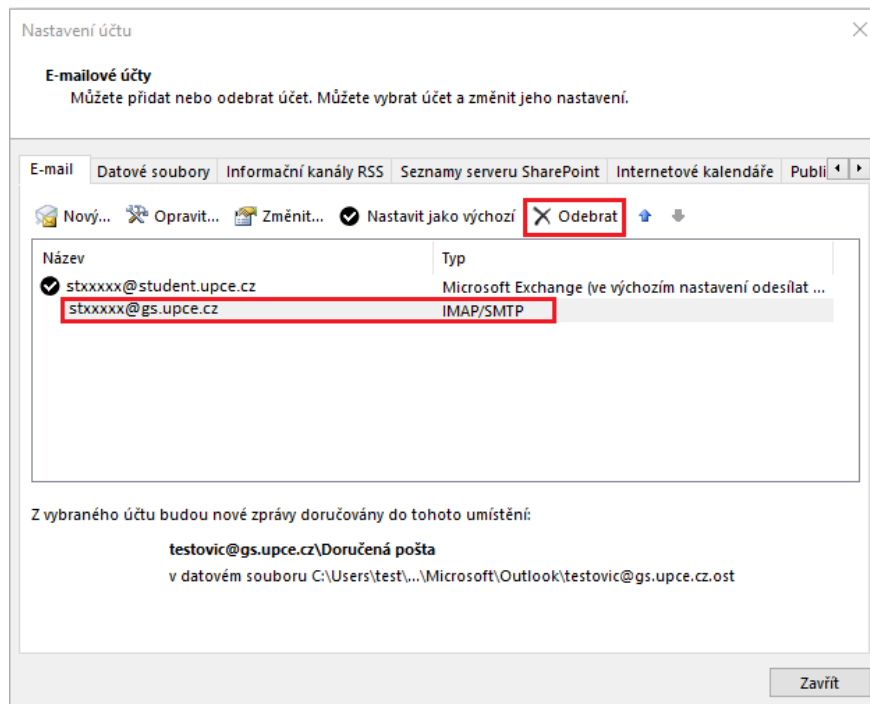 Nastavení účtu
E-mailové účty
Můžete přidat nebo odebrat účet. Můžete vybrat účet a změnit jeho nastavení.
E-mail Datové soubory Informační kanály RSS Seznamy serveru SharePoint Internetové kalendáře Publi
Nový... Opravit... Změnit... Nastavit jako výchozí Odebrat
Název Typ
stxxxxx@student.upce.cz Microsoft Exchange (ve výchozím nastavení odesílat ...
stxxxxx@gs.upce.cz IMAP/SMTP
Z vybraného účtu budou nové zprávy doručovány do tohoto umístění:
testovic@gs.upce.cz\Doručená pošta
v datovém souboru C:\Users\test\...\Microsoft\Outlook\testovic@gs.upce.cz.ost
Zavřít